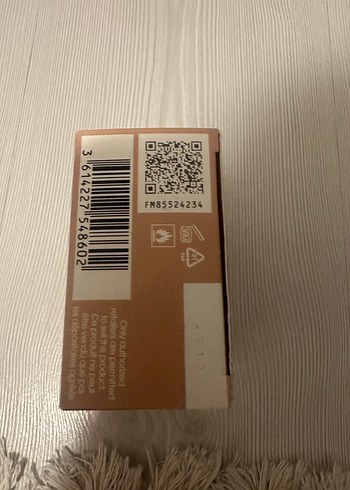 3 614227 548602
FM85524234
Only authorized
retailers are permitted
to sell this product.
Ce produit ne peut
être vendu que par
les dépositaires agréés.